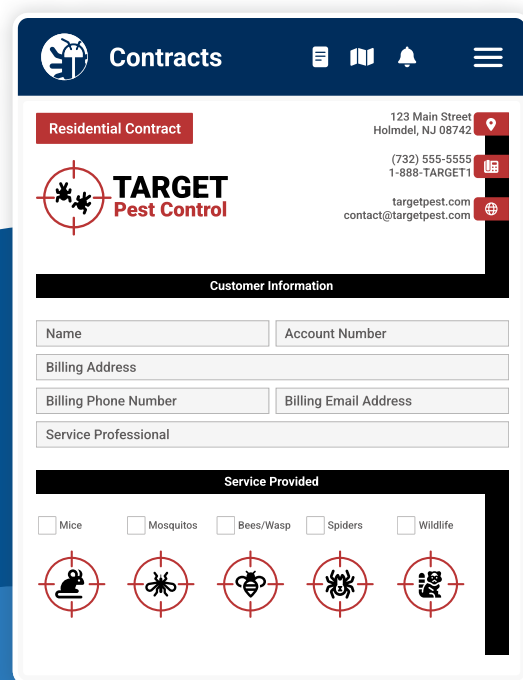 Contracts
Residential Contract
123 Main Street
Holmdel, NJ 08742
(732) 555-5555
1-888-TARGET1
targetpest.com
contact@targetpest.com
TARGET
Pest Control
Customer Information
Name
Account Number
Billing Address
Billing Phone Number
Billing Email Address
Service Professional
Service Provided
Mice
Mosquitos
Bees/Wasp
Spiders
Wildlife